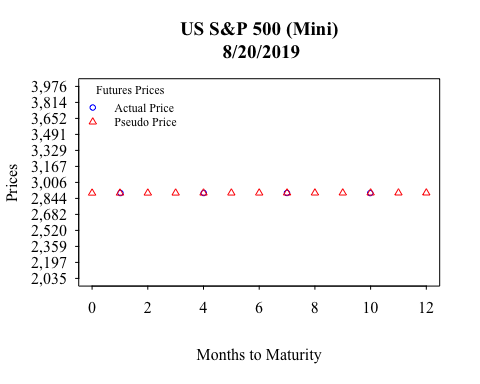 US S&P 500 (Mini)
8/20/2019
Futures Prices
Actual Price
Pseudo Price
Prices
3,976
3,814
3,652
3,491
3,329
3,167
3,006
2,844
2,682
2,520
2,359
2,197
2,035
0 2 4 6 8 10 12
Months to Maturity